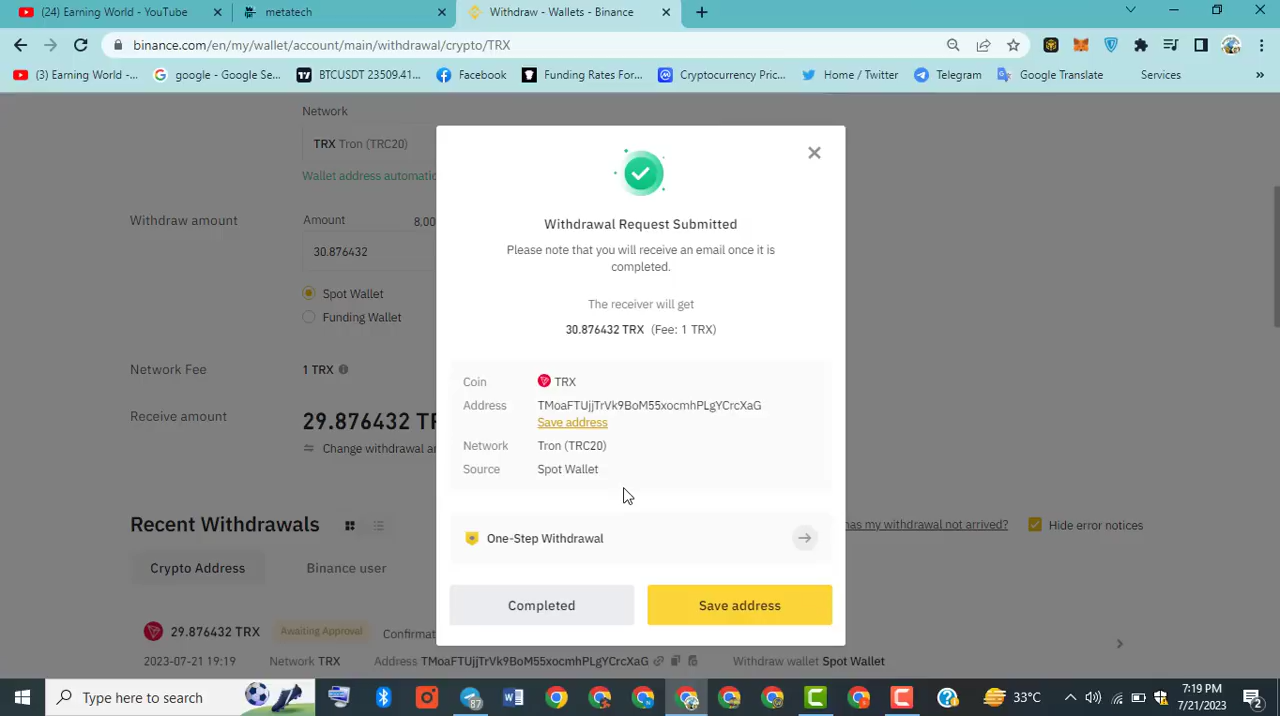 (24) Earning World - YouTube
metatech
Withdraw - Wallets - Binance
binance.com/en/my/wallet/account/main/withdrawal/crypto/TRX
(3) Earning World -...
google - Google Se...
BTCUSDT 23509.41...
Facebook
Funding Rates For...
Cryptocurrency Pric...
Home / Twitter
Telegram
Google Translate
Services
»
Network
TRX Tron (TRC20)
Wallet address automatic
Withdraw amount
Amount
8,00
30.876432
Spot Wallet
Funding Wallet
Network Fee
1 TRX
Receive amount
29.876432 TR
Change withdrawal
Withdrawal Request Submitted
Please note that you will receive an email once it is
completed.
The receiver will get
30.876432 TRX (Fee: 1 TRX)
Coin
TRX
Address
TMoaFTUjjTrVk9BoM55xocmhPLgYCrcXaG
Save address
Network
Tron (TRC20)
Source
Spot Wallet
One-Step Withdrawal
Completed
Save address
Recent Withdrawals
has my withdrawal not arrived?
Hide error notices
Crypto Address
Binance user
29.876432 TRX
Awaiting Approval
Confirmat
2023-07-21 19:19
Network TRX
Address TMoaFTUjjTrVk9BoM55xocmhPLgYCrcXaG
Withdraw wallet Spot Wallet
Type here to search
87
33°C
7:19 PM
7/21/2023
2